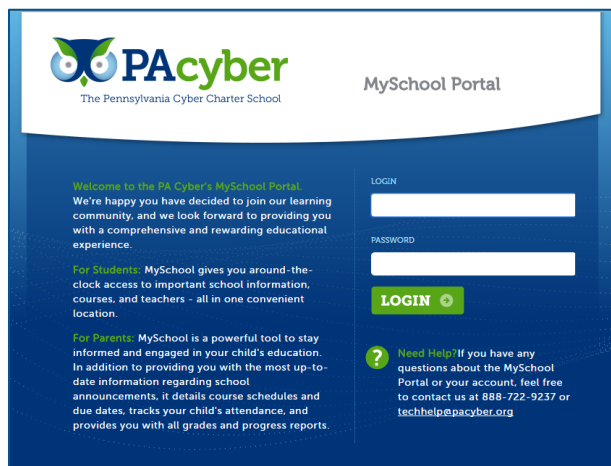 PAcyber
The Pennsylvania Cyber Charter School
MySchool Portal
Welcome to the PA Cyber's MySchool Portal.
We're happy you have decided to join our learning
community, and we look forward to providing you
with a comprehensive and rewarding educational
experience.
For Students: MySchool gives you around-the-
clock access to important school information,
courses, and teachers - all in one convenient
location.
For Parents: MySchool is a powerful tool to stay
informed and engaged in your child's education.
In addition to providing you with the most up-to-
date information regarding school
announcements, it details course schedules and
due dates, tracks your child's attendance, and
provides you with all grades and progress reports.
LOGIN
PASSWORD
LOGIN
?
Need Help?If you have any
questions about the MySchool
Portal or your account, feel free
to contact us at 888-722-9237 or
techhelp@pacyber.org